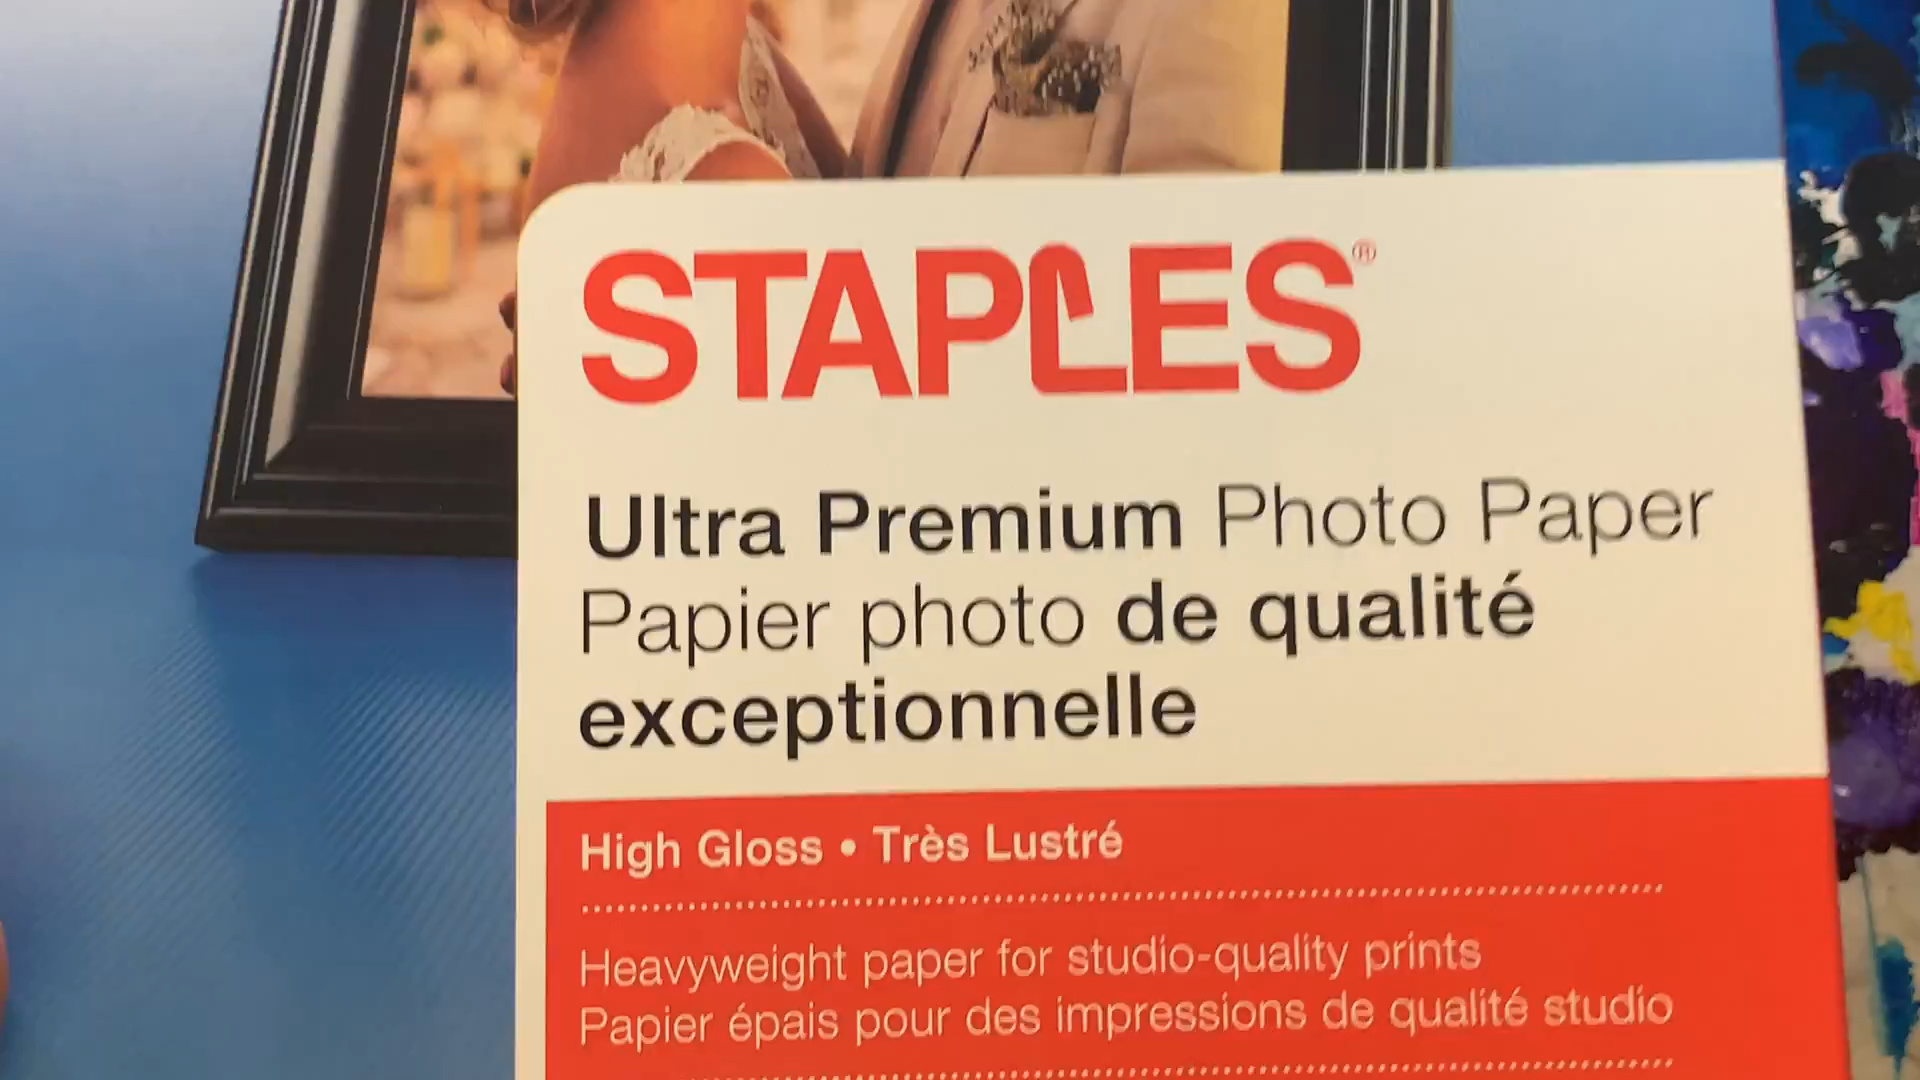 STAPLES®
Ultra Premium Photo Paper
Papier photo de qualité
exceptionnelle
High Gloss • Très Lustré
Heavyweight paper for studio-quality prints
Papier épais pour des impressions de qualité studio